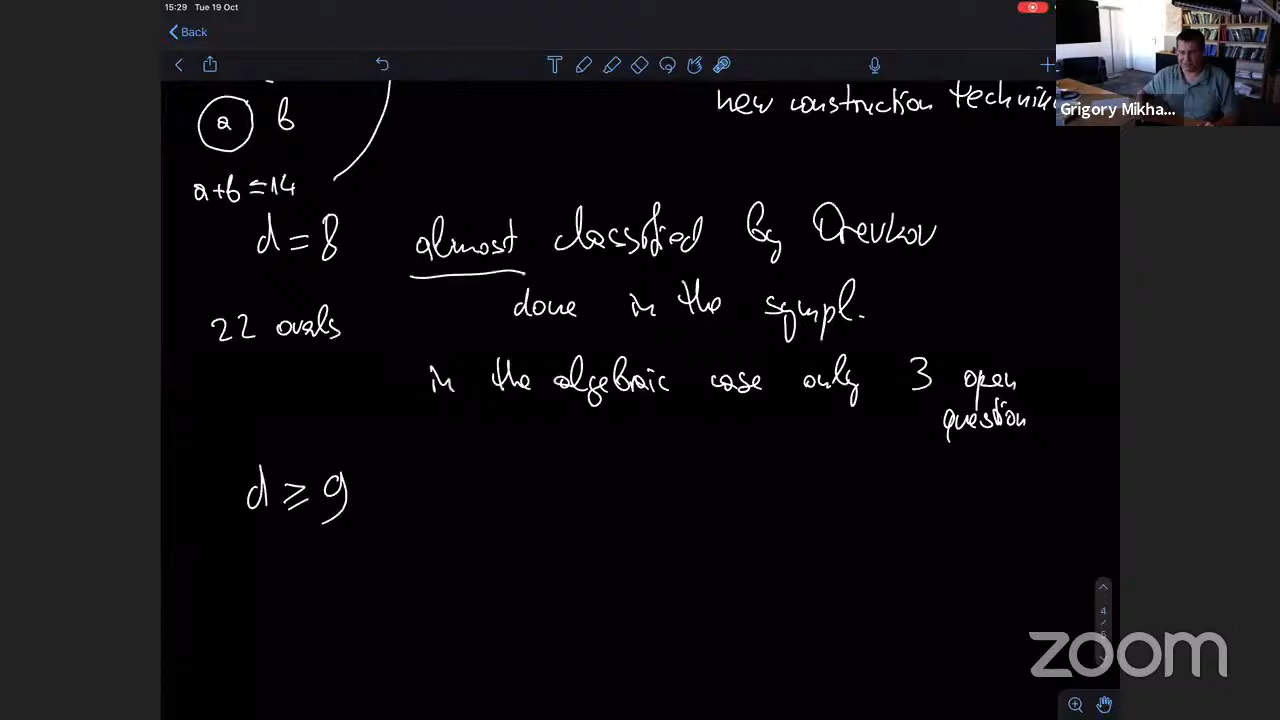 15:29 Tue 19 Oct
Back
new construction techni
Grigory Mikha...
a b
a+b=14
d=8 almost classified by Orevkov
done in the sympl.
22 ovals
in the algebraic case only 3 open
question
d ≥ 9
4
zoom